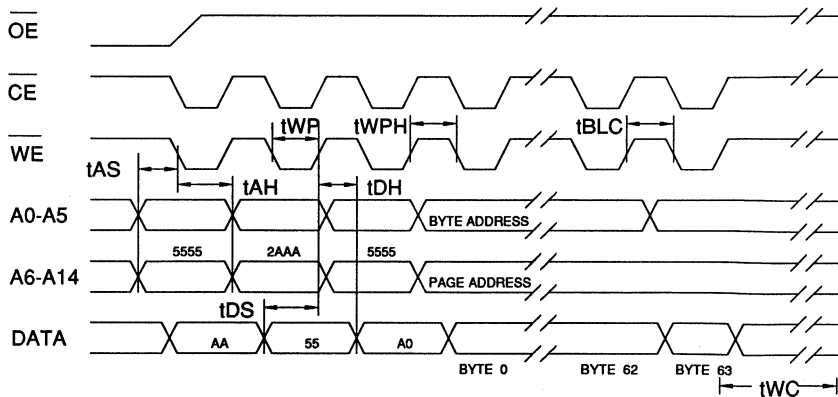 OE
CE
tWP tWPH tBLC
WE
tAS
tAH tDH
A0-A5 BYTE ADDRESS
5555 2AAA 5555
A6-A14 PAGE ADDRESS
tDS
DATA AA 55 A0
BYTE 0 BYTE 62 BYTE 63
tWC